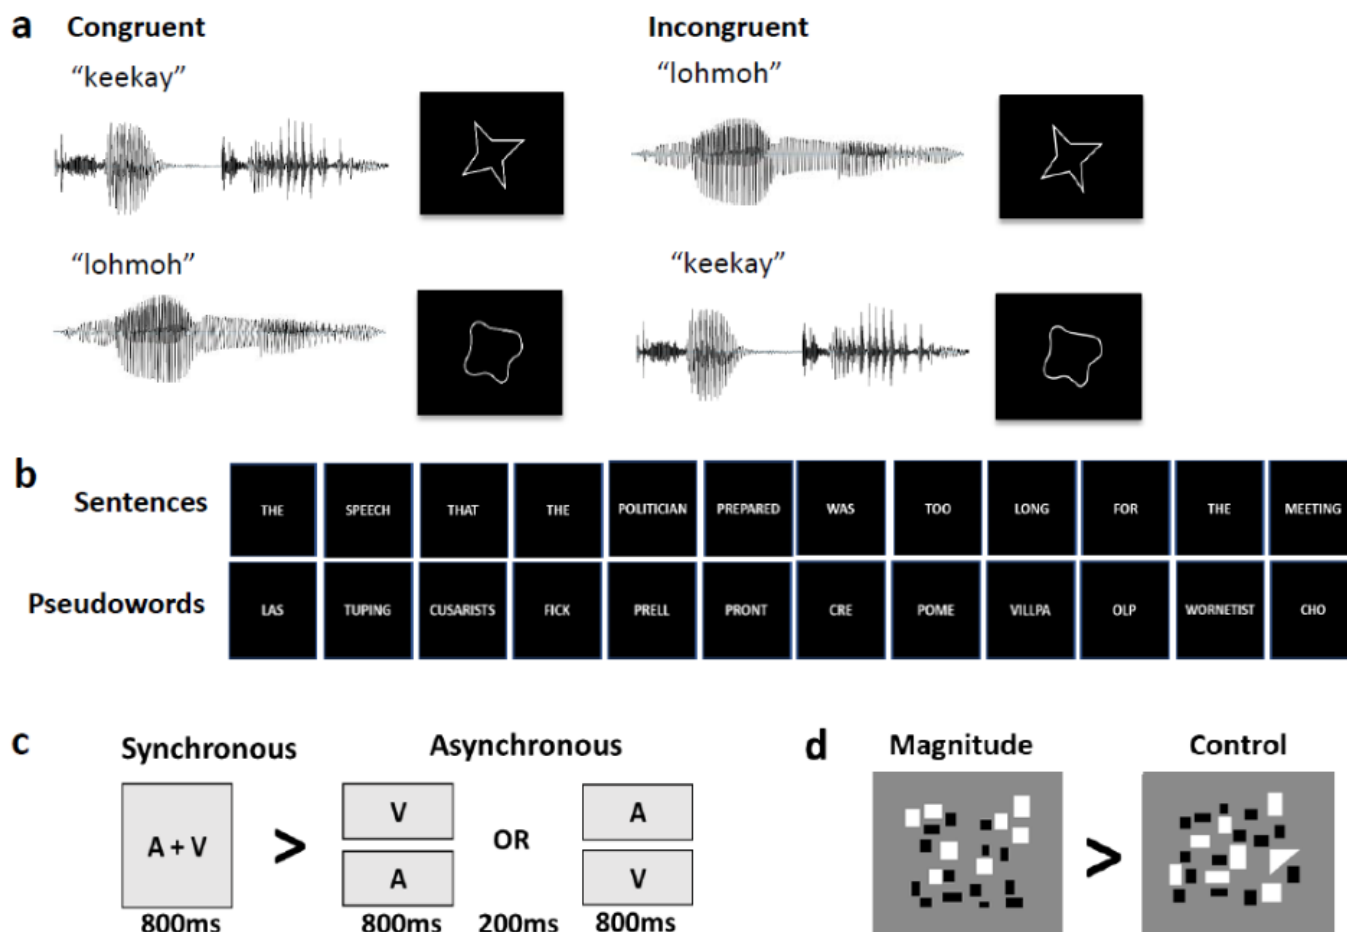 a Congruent Incongruent
“keekay” “lohmoh”
“lohmoh” “keekay”
b
Sentences THE SPEECH THAT THE POLITICIAN PREPARED WAS TOO LONG FOR THE MEETING
Pseudowords LAS TUPING CUSARISTS FICK PRELL PRONT CRE POME VILLPA OLP WORNETIST CHO
c Synchronous Asynchronous d Magnitude Control
V A
A + V > OR >
A V
800ms 800ms 200ms 800ms